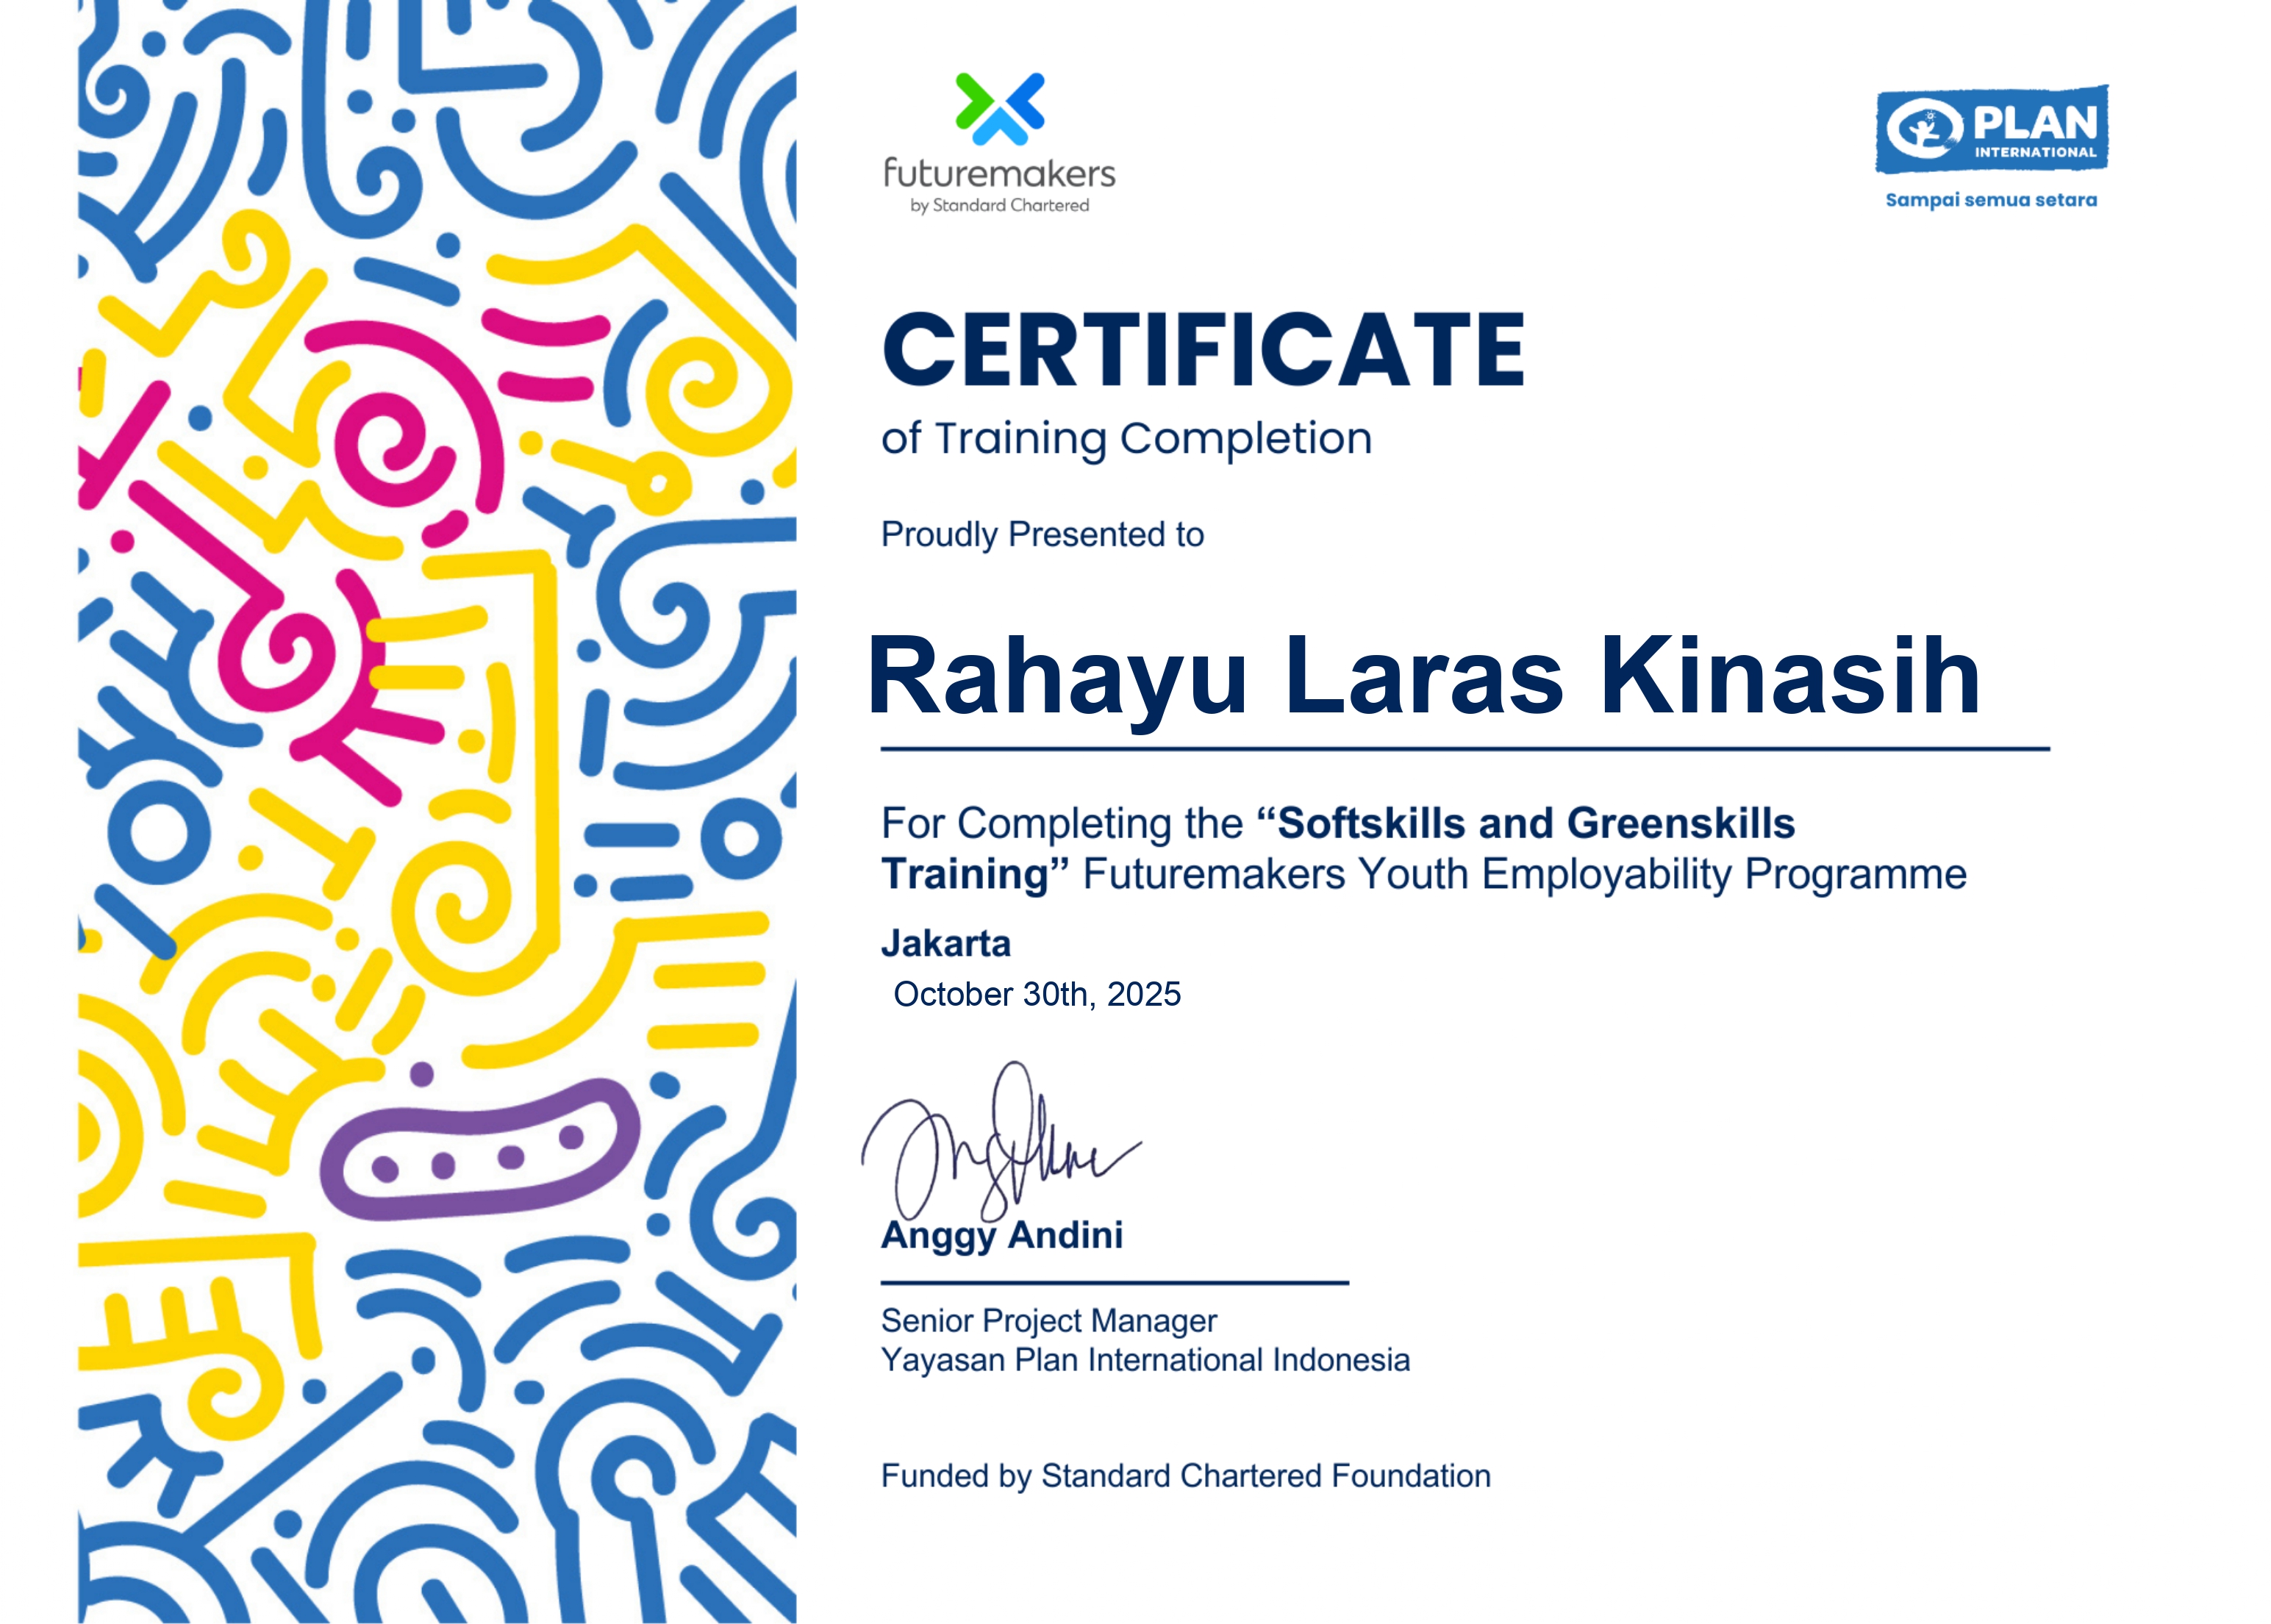 futuremakers
by Standard Chartered
PLAN
INTERNATIONAL
Sampai semua setara
CERTIFICATE
of Training Completion
Proudly Presented to
Rahayu Laras Kinasih
For Completing the “Softskills and Greenskills
Training” Futuremakers Youth Employability Programme
Jakarta
October 30th, 2025
Anggy Andini
Senior Project Manager
Yayasan Plan International Indonesia
Funded by Standard Chartered Foundation